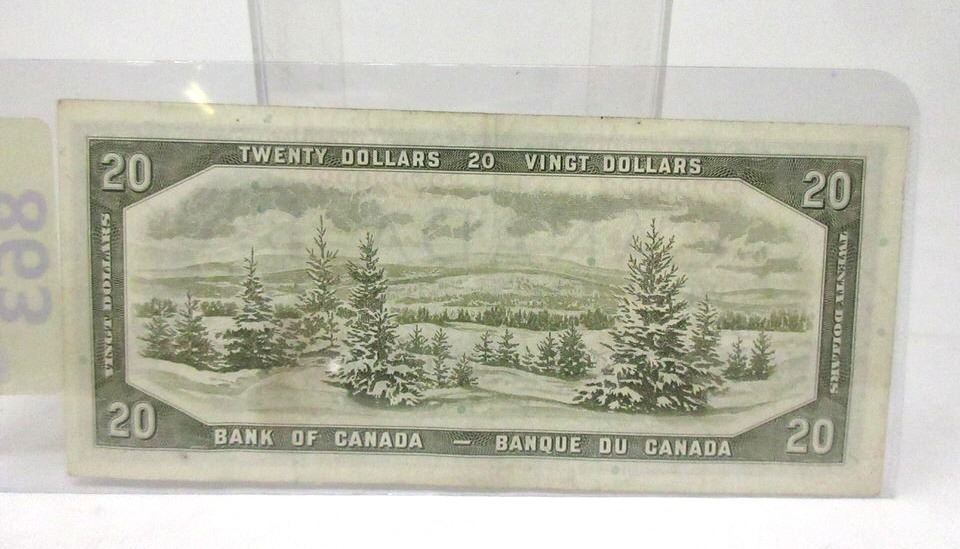 TWENTY DOLLARS 20 VINGT DOLLARS
20
20
VINGT DOLLARS
TWENTY DOLLARS
20
20
BANK OF CANADA — BANQUE DU CANADA
863